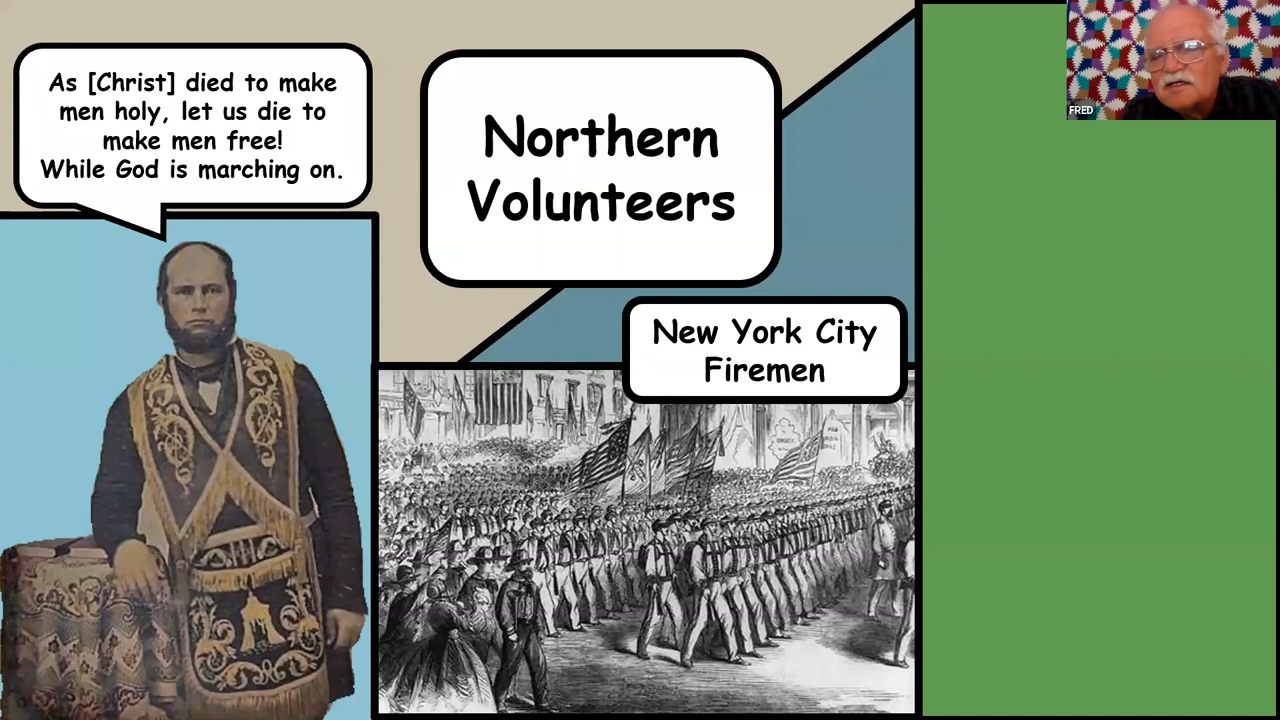 As [Christ] died to make
men holy, let us die to
make men free!
While God is marching on.
Northern
Volunteers
New York City
Firemen
FRED